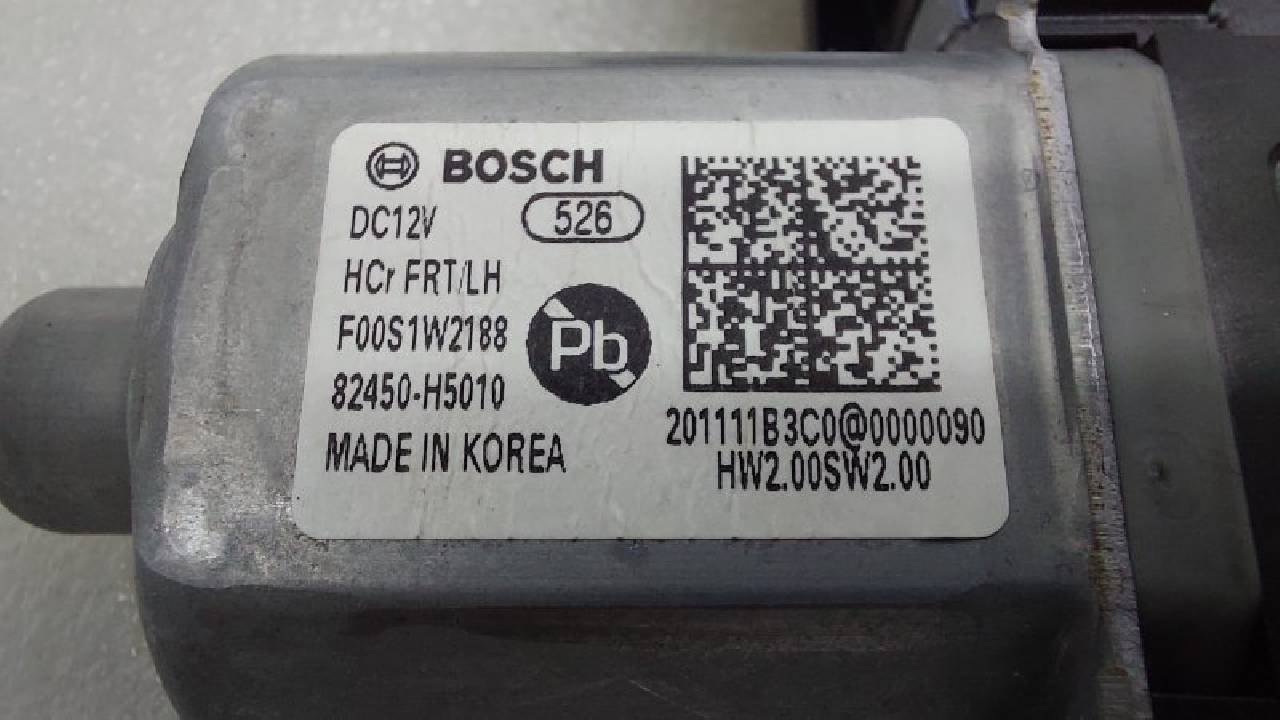 BOSCH
DC12V
526
HCr FRT/LH
F00S1W2188
Pb
82450-H5010
MADE IN KOREA
201111B3C0@0000090
HW2.00SW2.00